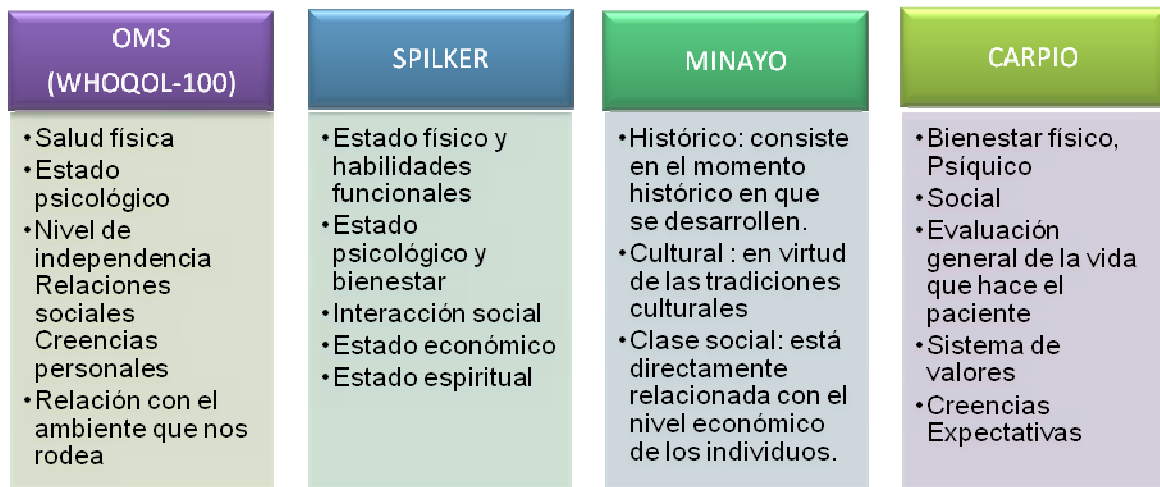 OMS
(WHOQOL-100)
• Salud física
• Estado
psicológico
• Nivel de
independencia
Relaciones
sociales
Creencias
personales
• Relación con el
ambiente que nos
rodea
SPILKER
• Estado físico y
habilidades
funcionales
• Estado
psicológico y
bienestar
• Interacción social
• Estado económico
• Estado espiritual
MINAYO
• Histórico: consiste
en el momento
histórico en que
se desarrollen.
• Cultural : en virtud
de las tradiciones
culturales
• Clase social: está
directamente
relacionada con el
nivel económico
de los individuos.
CARPIO
• Bienestar físico,
Psíquico
• Social
• Evaluación
general de la vida
que hace el
paciente
• Sistema de
valores
• Creencias
Expectativas